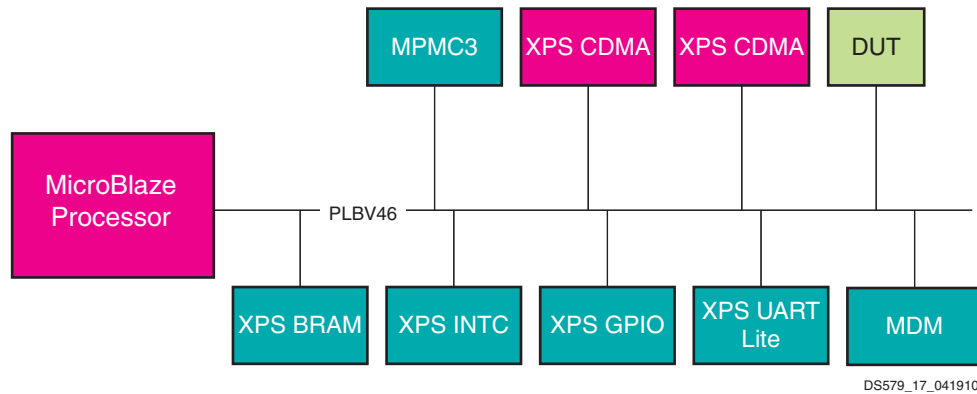 MPMC3
XPS CDMA
XPS CDMA
DUT
MicroBlaze
Processor
PLBV46
XPS BRAM
XPS INTC
XPS GPIO
XPS UART
Lite
MDM
DS579_17_041910